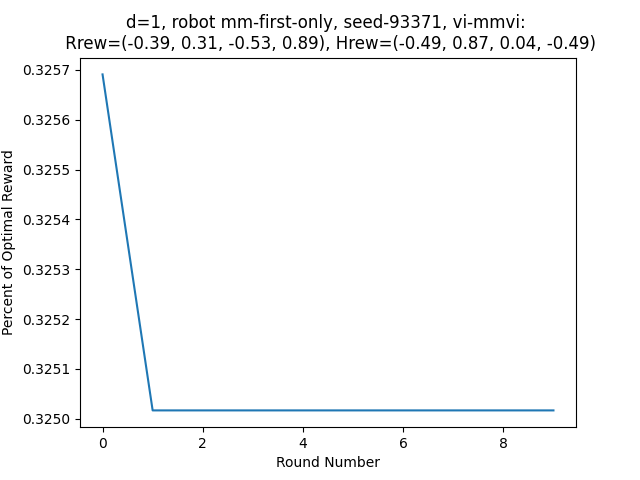 d=1, robot mm-first-only, seed-93371, vi-mmvi:
Rrew=(-0.39, 0.31, -0.53, 0.89), Hrew=(-0.49, 0.87, 0.04, -0.49)
Percent of Optimal Reward
0.3257
0.3256
0.3255
0.3254
0.3253
0.3252
0.3251
0.3250
0 2 4 6 8
Round Number